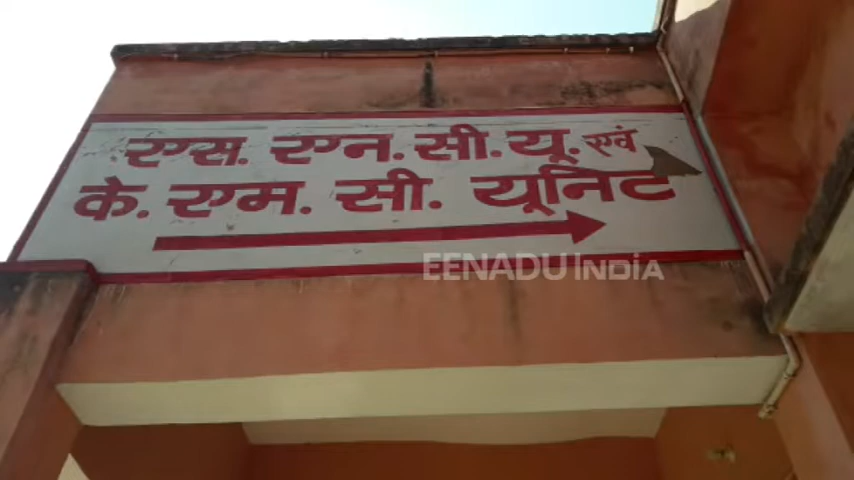 एस. एन. सी. यू. एवं
के. एम. सी. यूनिट
EENADU INDIA